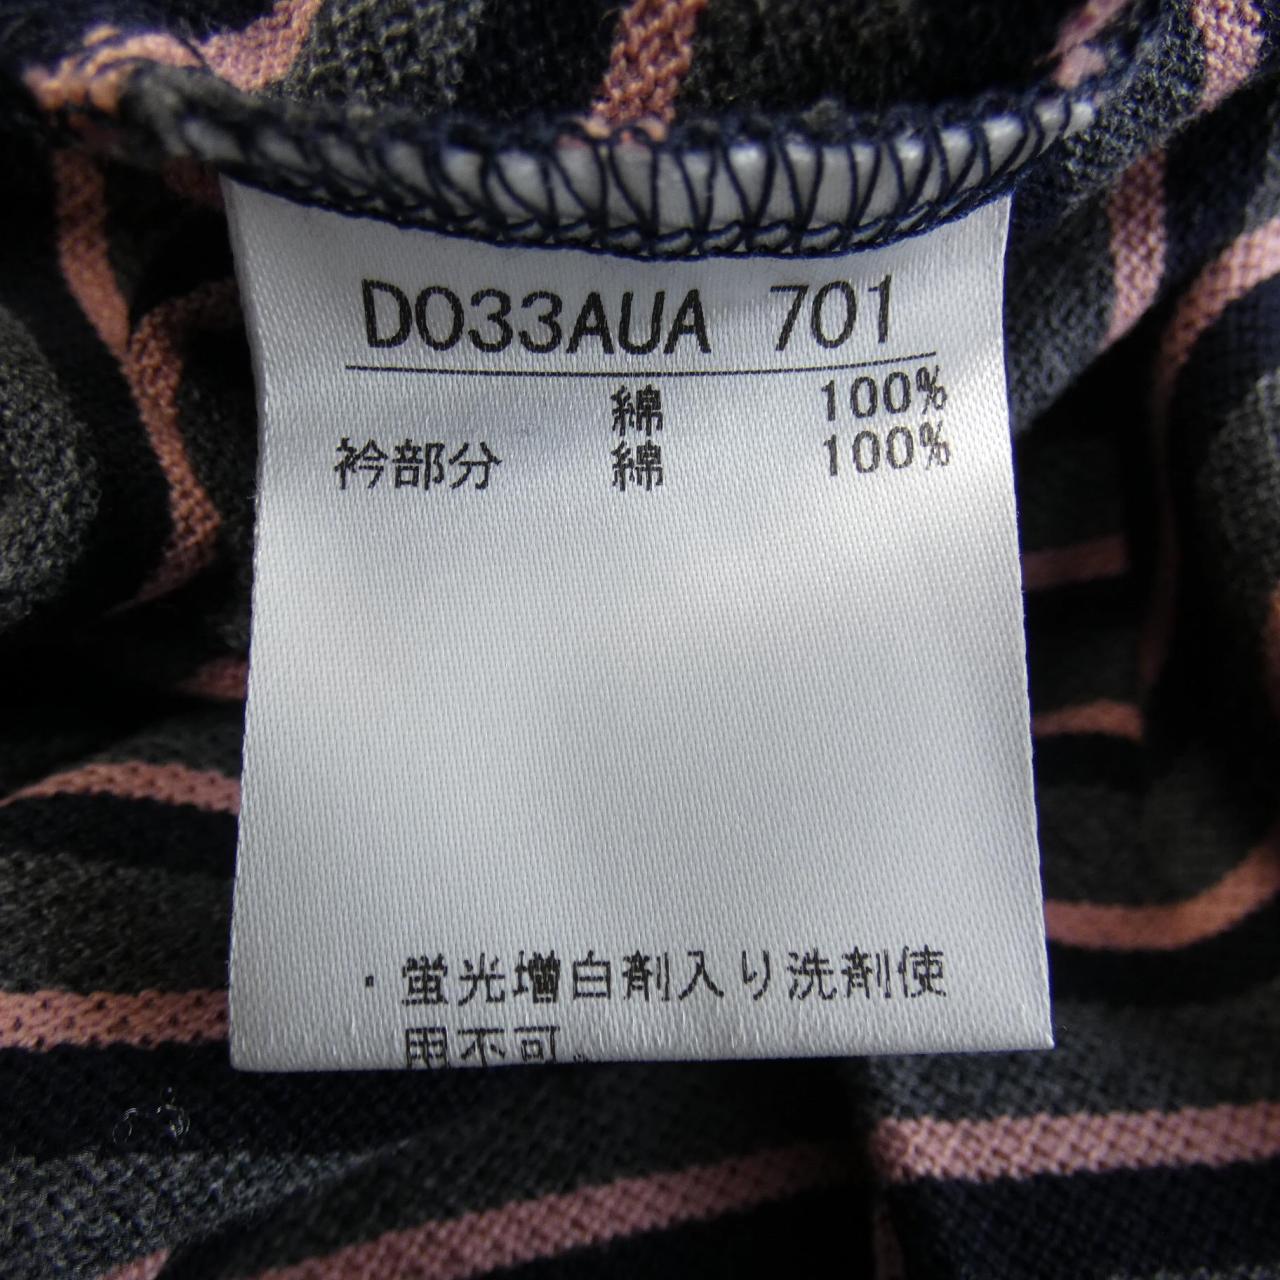 D033AUA 701
綿 100%
衿部分 綿 100%
・蛍光増白剤入り洗剤使
用不可。